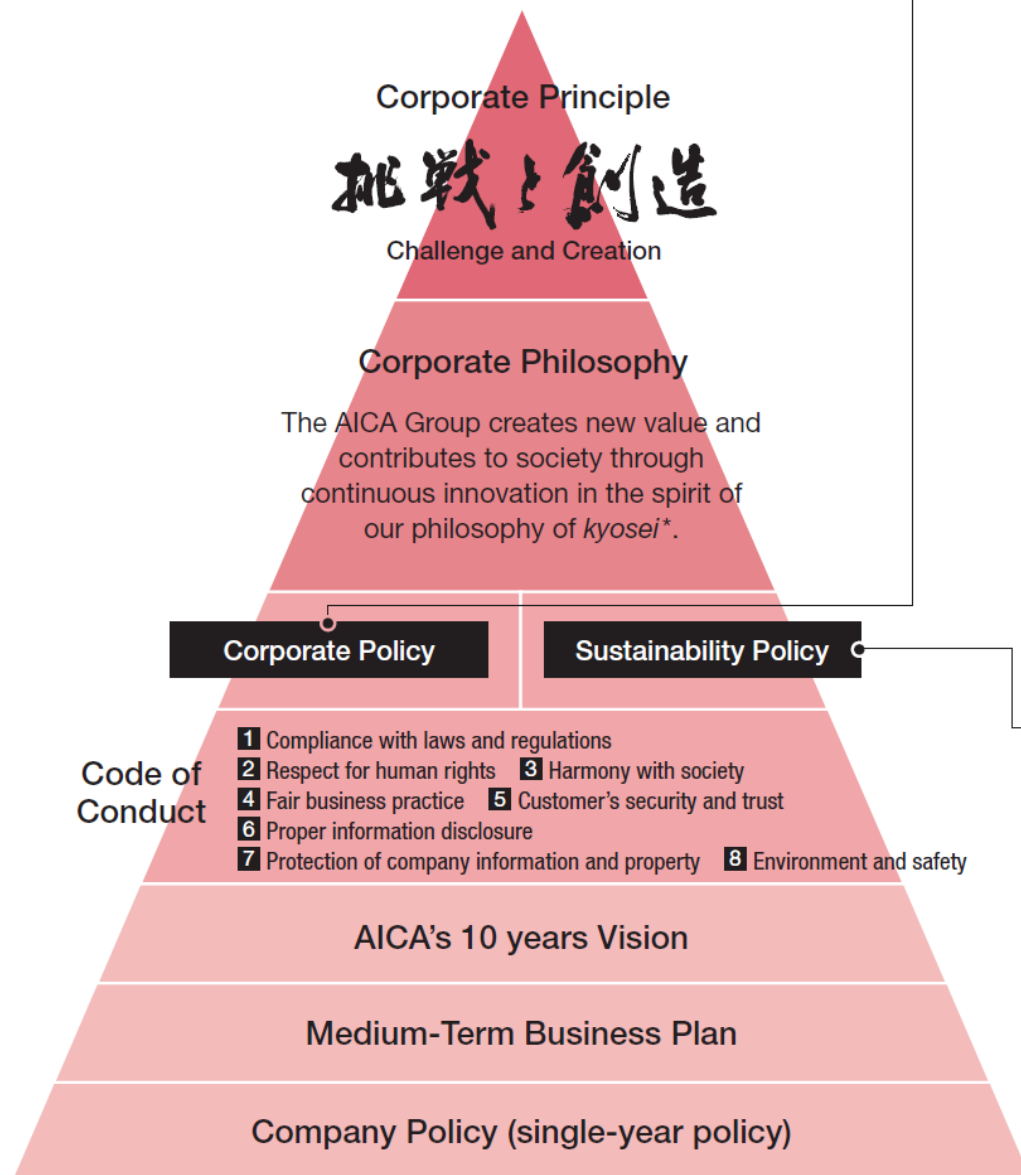 Corporate Principle
挑戦と創造
Challenge and Creation
Corporate Philosophy
The AICA Group creates new value and
contributes to society through
continuous innovation in the spirit of
our philosophy of kyosei*.
Corporate Policy
Sustainability Policy
Code of
Conduct
1 Compliance with laws and regulations
2 Respect for human rights 3 Harmony with society
4 Fair business practice 5 Customer’s security and trust
6 Proper information disclosure
7 Protection of company information and property 8 Environment and safety
AICA’s 10 years Vision
Medium-Term Business Plan
Company Policy (single-year policy)